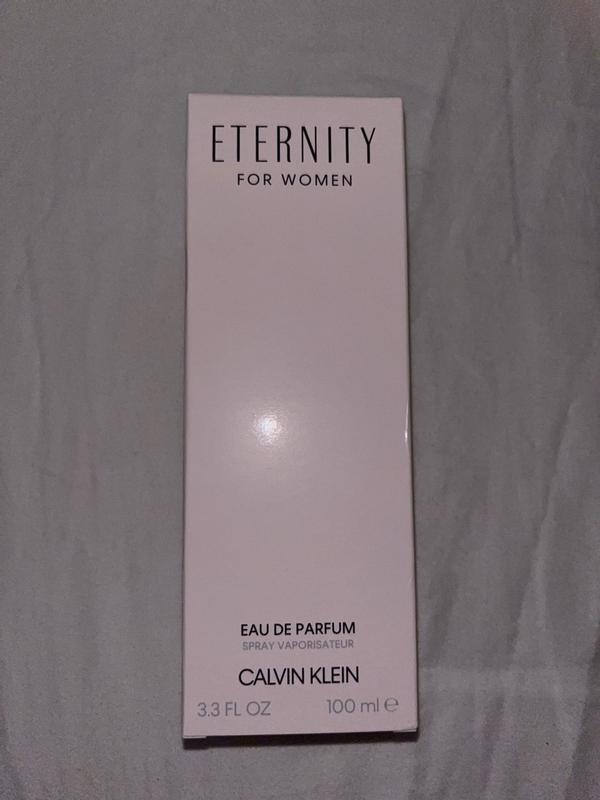 ETERNITY
FOR WOMEN
EAU DE PARFUM
SPRAY VAPORISATEUR
CALVIN KLEIN
3.3 FL OZ 100 ml ℮